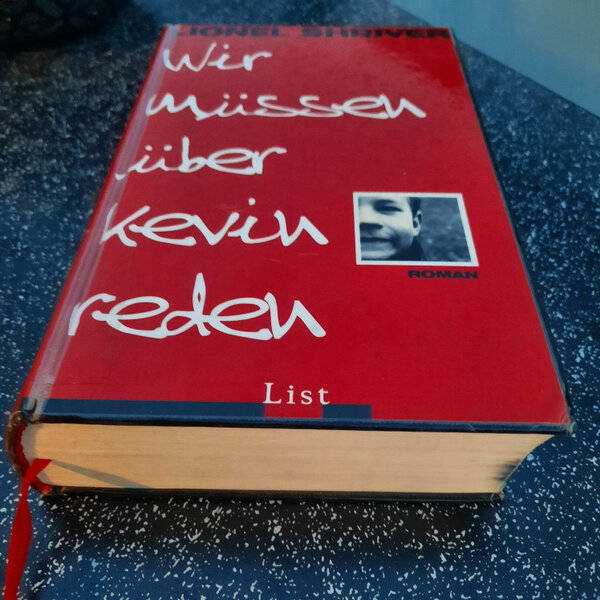 LIONEL SHRIVER
Wir
müssen
über
kevin
reden
ROMAN
List